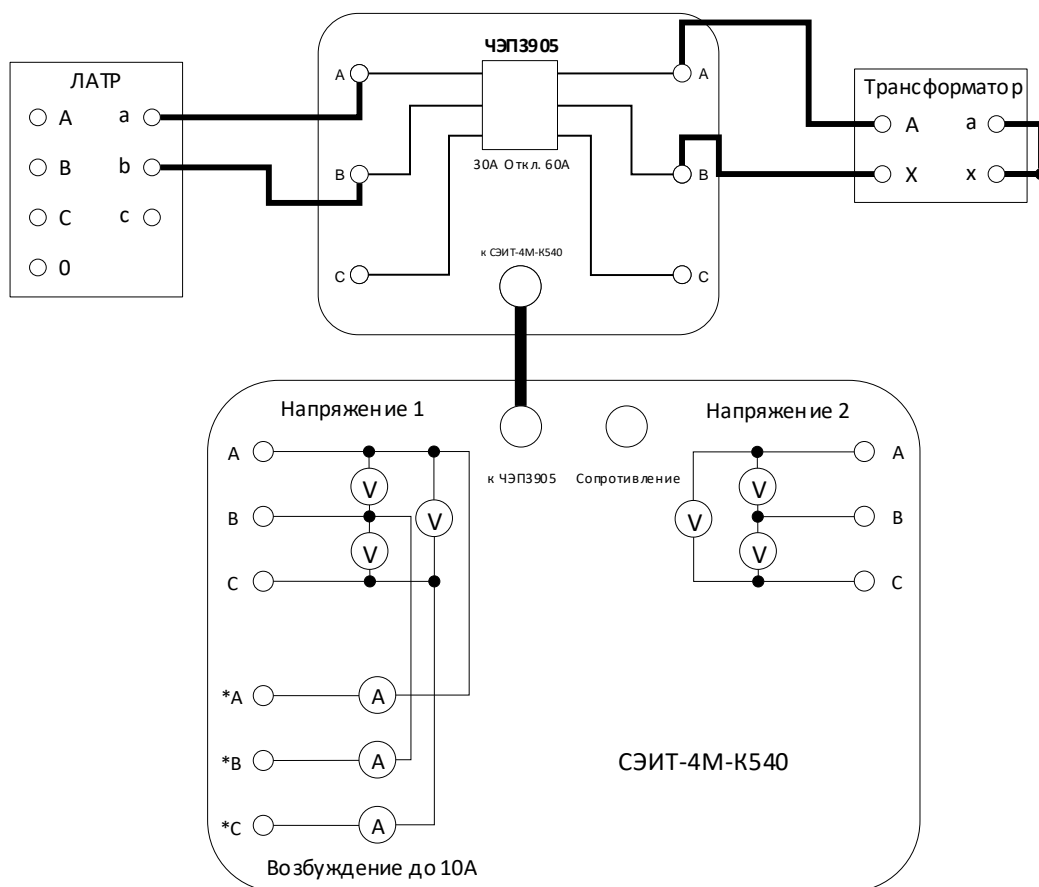 ЧЭП3905
ЛАТР
A a
B b
C c
0
A
B
C
A
B
C
30А Откл. 60А
к СЭИТ-4М-К540
Трансформатор
A a
X x
Напряжение 1
A
B
C
V
V
V
к ЧЭП3905
Сопротивление
Напряжение 2
A
B
C
V
V
V
*A A
*B A
*C A
Возбуждение до 10А
СЭИТ-4М-К540